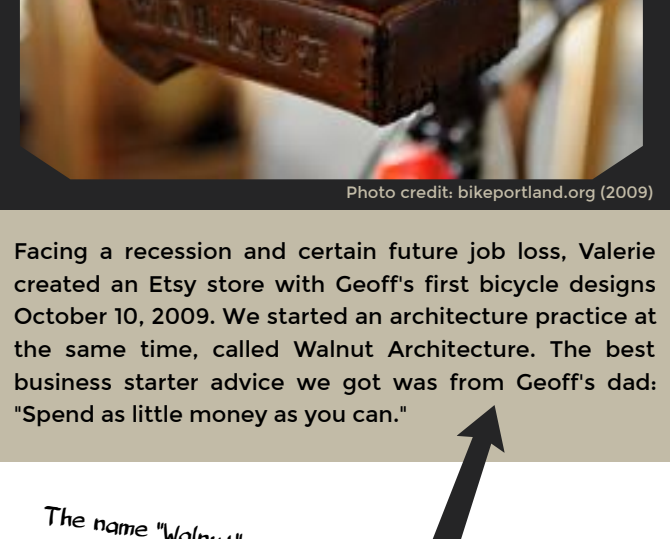 WALNUT
Photo credit: bikeportland.org (2009)
Facing a recession and certain future job loss, Valerie
created an Etsy store with Geoff's first bicycle designs
October 10, 2009. We started an architecture practice at
the same time, called Walnut Architecture. The best
business starter advice we got was from Geoff's dad:
"Spend as little money as you can."
The name "Walnut"